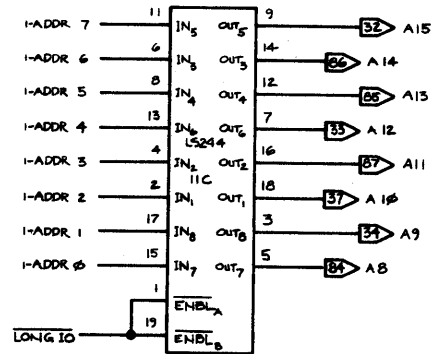 11 9
I-ADDR 7 IN5 OUT5 32 A15
6 14
I-ADDR 6 IN3 OUT3 86 A14
8 12
I-ADDR 5 IN4 OUT4 85 A13
13 7
I-ADDR 4 IN6 OUT6 33 A12
LS244
4 16
I-ADDR 3 IN2 OUT2 87 A11
11C
2 18
I-ADDR 2 IN1 OUT1 37 A1Ø
17 3
I-ADDR 1 IN8 OUT8 34 A9
15 5
I-ADDR Ø IN7 OUT7 84 A8
1
ENBLA
19
LONG IO ENBLB